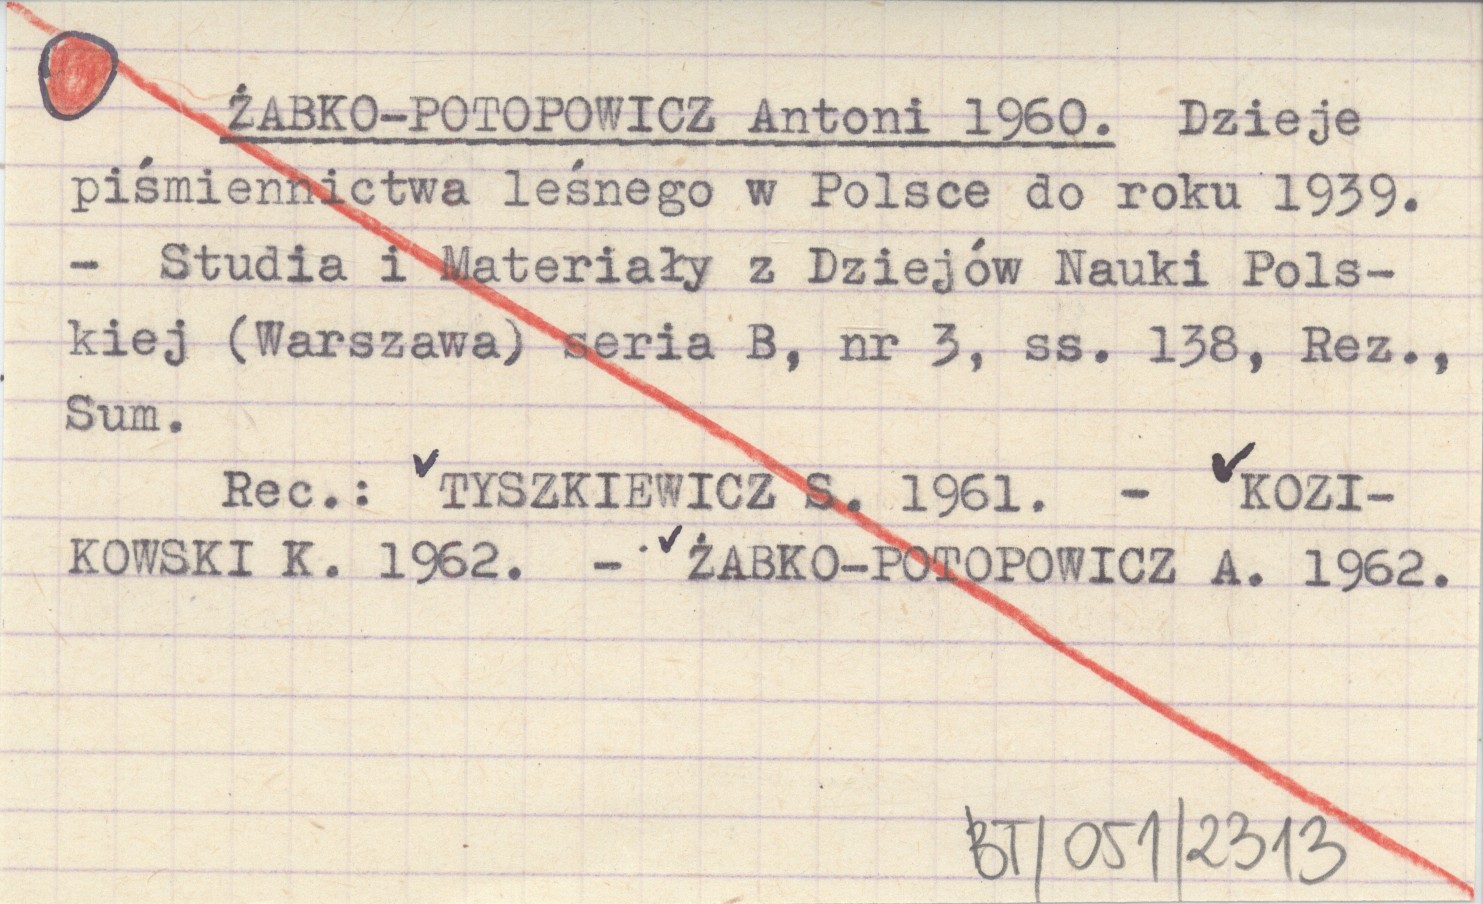 ŻABKO-POTOPOWICZ Antoni 1960. Dzieje
piśmiennictwa leśnego w Polsce do roku 1939.
- Studia i Materiały z Dziejów Nauki Pols-
kiej (Warszawa) seria B, nr 3, ss. 138, Rez.,
Sum.
Rec.: ✓TYSZKIEWICZ S. 1961. - ✓KOZI-
KOWSKI K. 1962. - ✓ŻABKO-POTOPOWICZ A. 1962.
BT/051/2313